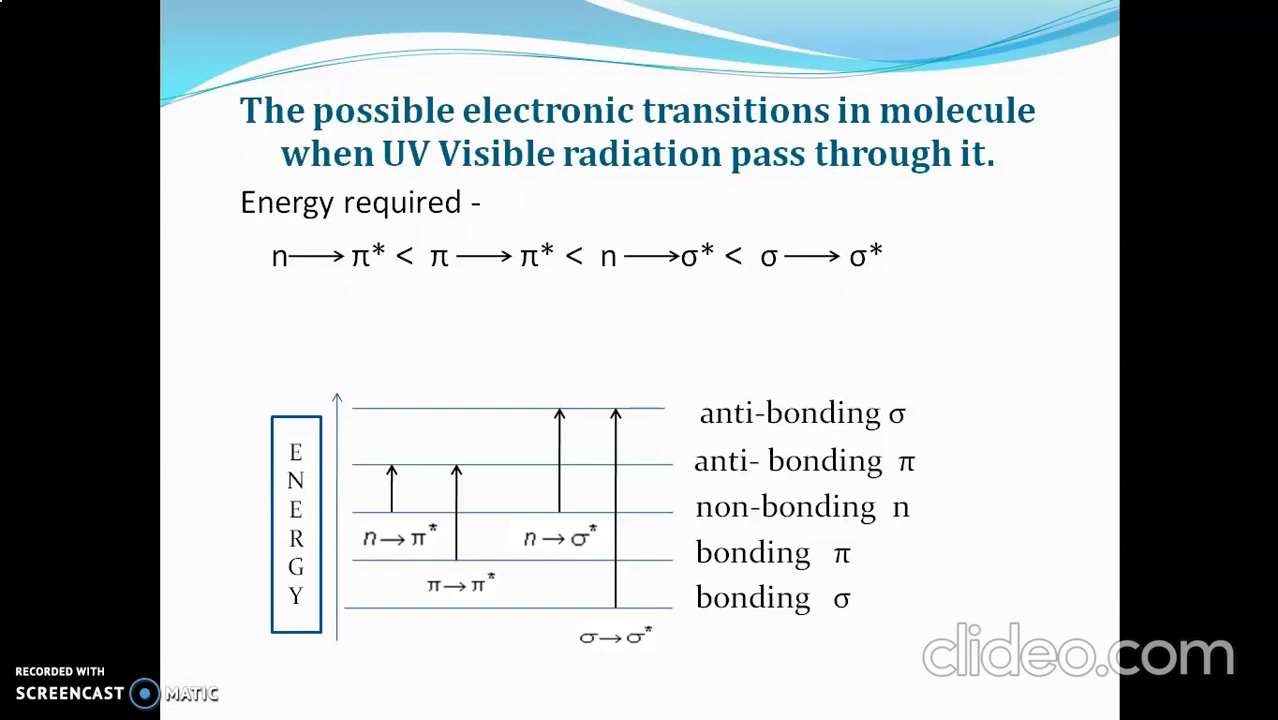 The possible electronic transitions in molecule
when UV Visible radiation pass through it.
Energy required -
n⟶ π* < π ⟶ π* < n ⟶σ* < σ ⟶ σ*
ENERGY
anti-bonding σ
anti- bonding π
non-bonding n
n→π* n→σ*
bonding π
π→π*
bonding σ
σ→σ*
clideo.com
RECORDED WITH
SCREENCAST MATIC